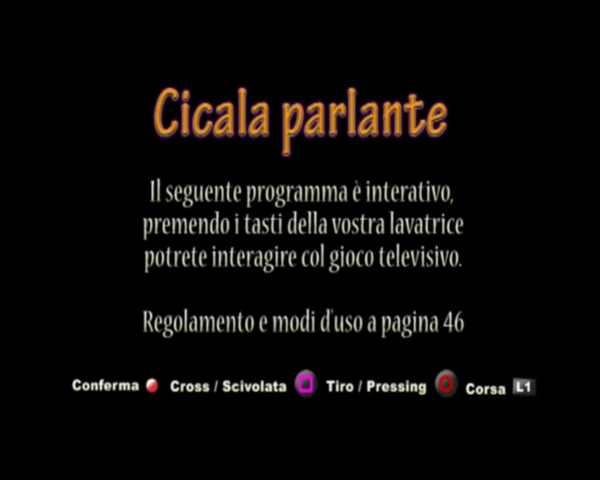 Cicala parlante
Il seguente programma è interativo,
premendo i tasti della vostra lavatrice
potrete interagire col gioco televisivo.
Regolamento e modi d'uso a pagina 46
Conferma Cross / Scivolata Tiro / Pressing Corsa L1